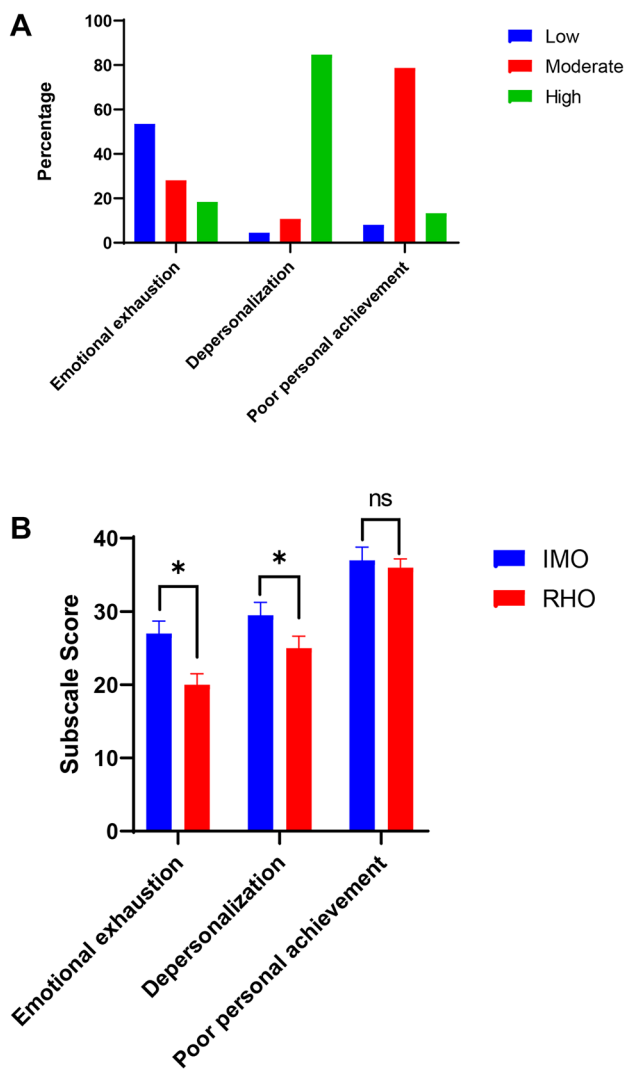 A
Percentage
100
80
60
40
20
0
Emotional exhaustion
Depersonalization
Poor personal achievement
Low
Moderate
High
B
Subscale Score
40
30
20
10
0
*
*
ns
Emotional exhaustion
Depersonalization
Poor personal achievement
IMO
RHO